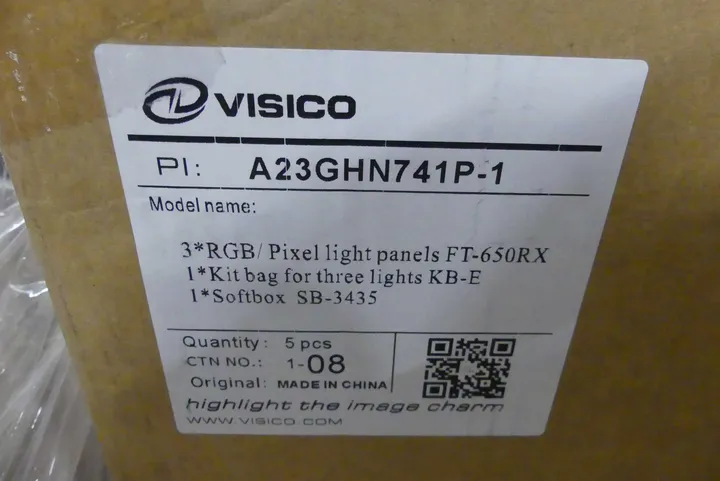 VISICO
PI: A23GHN741P-1
Model name:
3*RGB/ Pixel light panels FT-650RX
1*Kit bag for three lights KB-E
1*Softbox SB-3435
Quantity: 5 pcs
CTN NO.: 1-08
Original: MADE IN CHINA
highlight the image charm
WWW.VISICO.COM